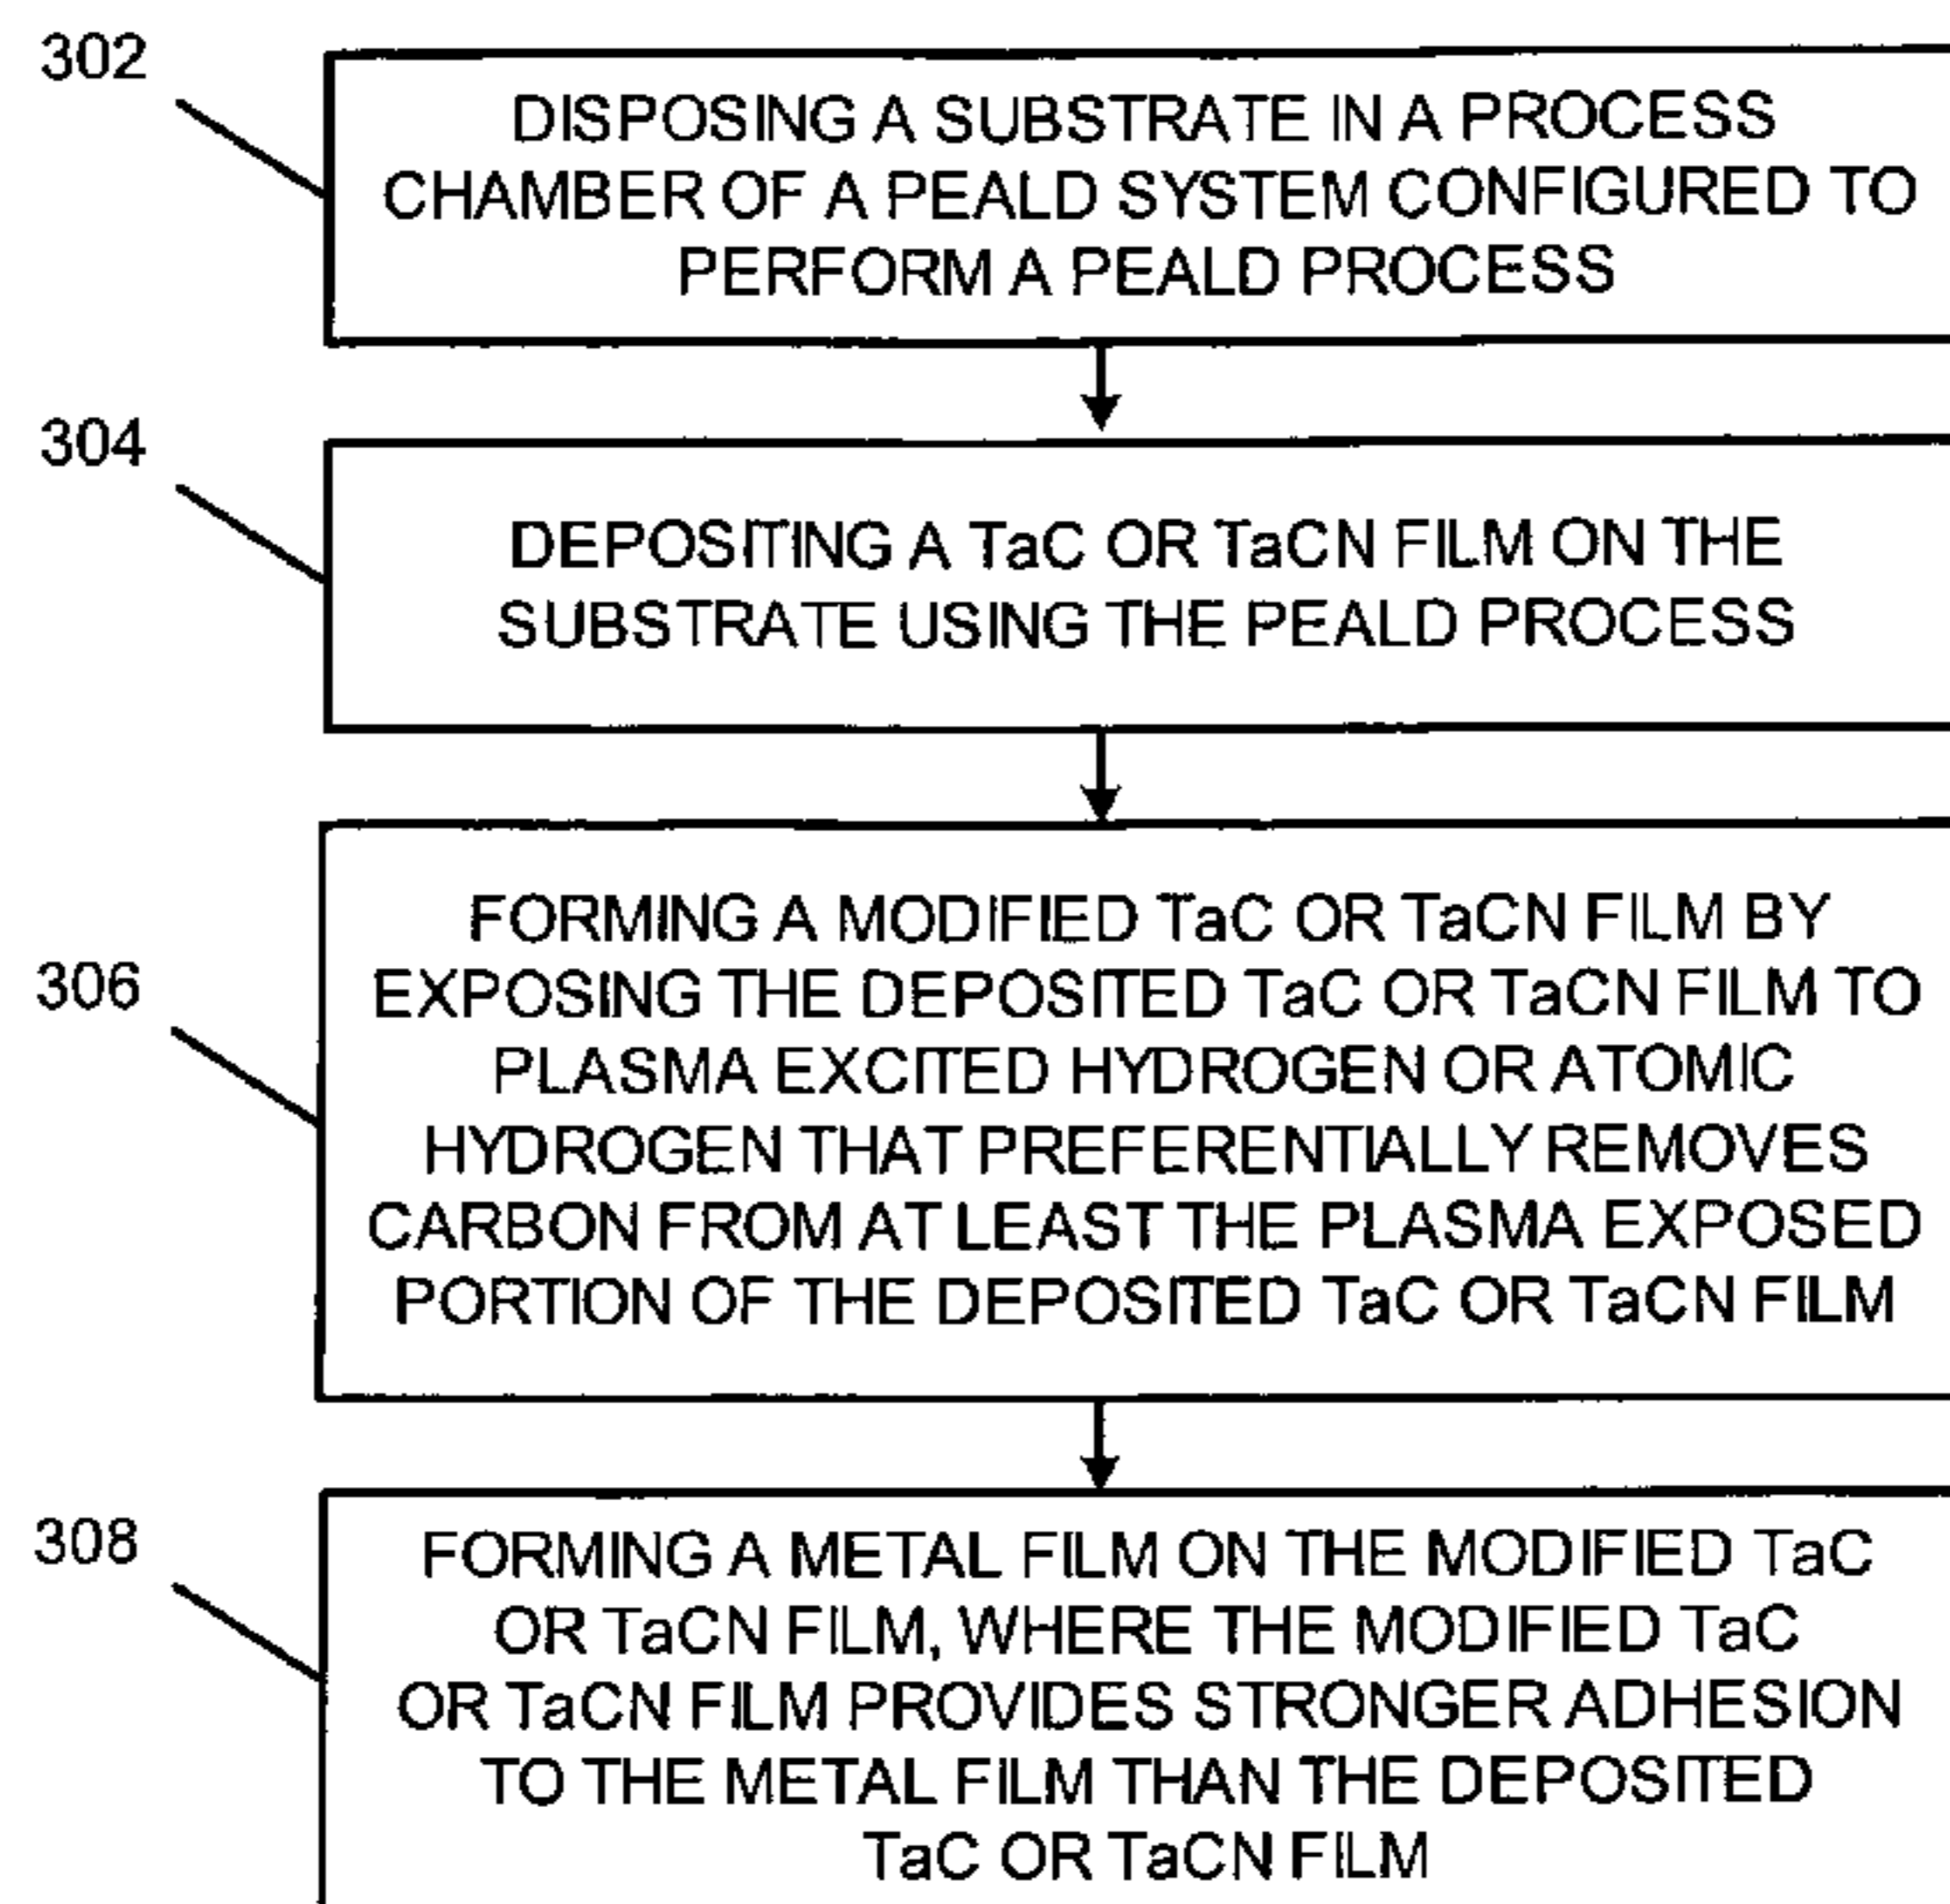 302
DISPOSING A SUBSTRATE IN A PROCESS
CHAMBER OF A PEALD SYSTEM CONFIGURED TO
PERFORM A PEALD PROCESS
304
DEPOSITING A TaC OR TaCN FILM ON THE
SUBSTRATE USING THE PEALD PROCESS
306
FORMING A MODIFIED TaC OR TaCN FILM BY
EXPOSING THE DEPOSITED TaC OR TaCN FILM TO
PLASMA EXCITED HYDROGEN OR ATOMIC
HYDROGEN THAT PREFERENTIALLY REMOVES
CARBON FROM AT LEAST THE PLASMA EXPOSED
PORTION OF THE DEPOSITED TaC OR TaCN FILM
308
FORMING A METAL FILM ON THE MODIFIED TaC
OR TaCN FILM, WHERE THE MODIFIED TaC
OR TaCN FILM PROVIDES STRONGER ADHESION
TO THE METAL FILM THAN THE DEPOSITED
TaC OR TaCN FILM